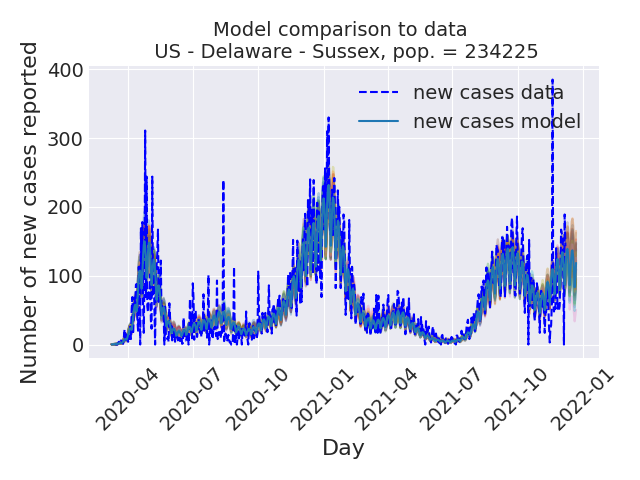 Model comparison to data
US - Delaware - Sussex, pop. = 234225
Number of new cases reported
400
300
200
100
0
new cases data
new cases model
2020-04
2020-07
2020-10
2021-01
2021-04
2021-07
2021-10
2022-01
Day